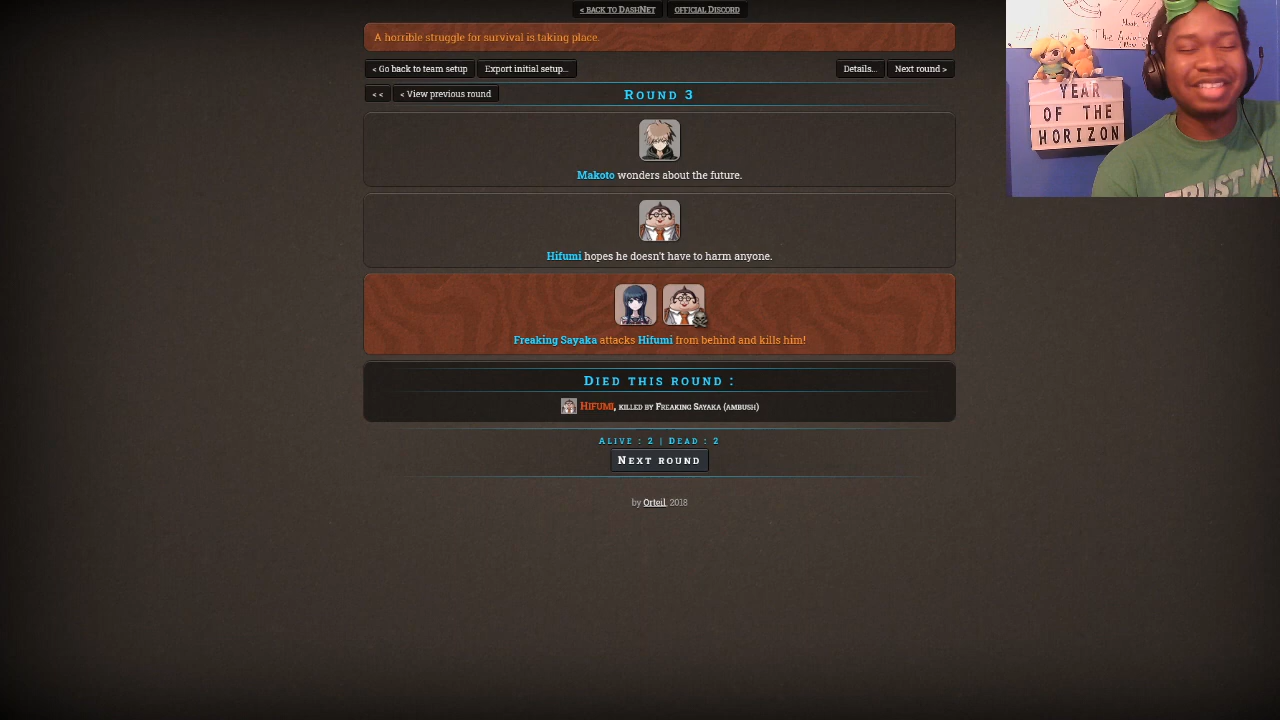 < BACK TO DASHNET OFFICIAL DISCORD
A horrible struggle for survival is taking place.
< Go back to team setup Export initial setup... Details... Next round >
< < < View previous round ROUND 3
Makoto wonders about the future.
Hifumi hopes he doesn't have to harm anyone.
Freaking Sayaka attacks Hifumi from behind and kills him!
DIED THIS ROUND :
HIFUMI, KILLED BY FREAKING SAYAKA (AMBUSH)
ALIVE : 2 | DEAD : 2
NEXT ROUND
by Orteil, 2018
YEAR
OF THE
HORIZON
TRUST ME